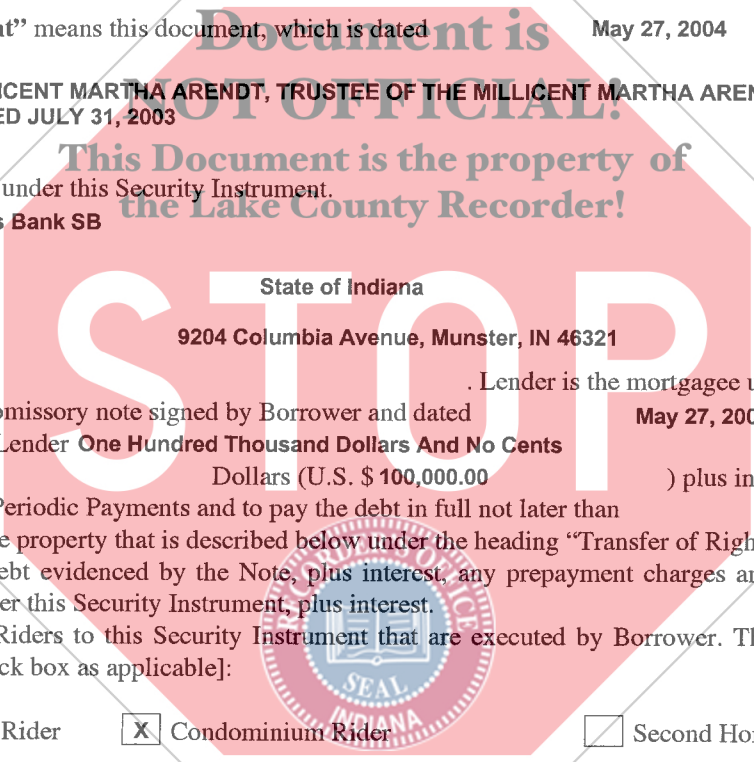 nt” means this document, which is dated May 27, 2004
Document is
ICENT MARTHA ARENDT, TRUSTEE OF THE MILLICENT MARTHA AREN
NOT OFFICIAL!
ED JULY 31, 2003
This Document is the property of
under this Security Instrument.
the Lake County Recorder!
s Bank SB
State of Indiana
STOP
9204 Columbia Avenue, Munster, IN 46321
. Lender is the mortgagee u
omissory note signed by Borrower and dated May 27, 200
Lender One Hundred Thousand Dollars And No Cents
Dollars (U.S. $ 100,000.00 ) plus in
Periodic Payments and to pay the debt in full not later than
e property that is described below under the heading “Transfer of Righ
ebt evidenced by the Note, plus interest, any prepayment charges an
er this Security Instrument, plus interest.
Riders to this Security Instrument that are executed by Borrower. Th
ck box as applicable]:
RECORDER'S OFFICE
SEAL
INDIANA
Rider X Condominium Rider Second Hor